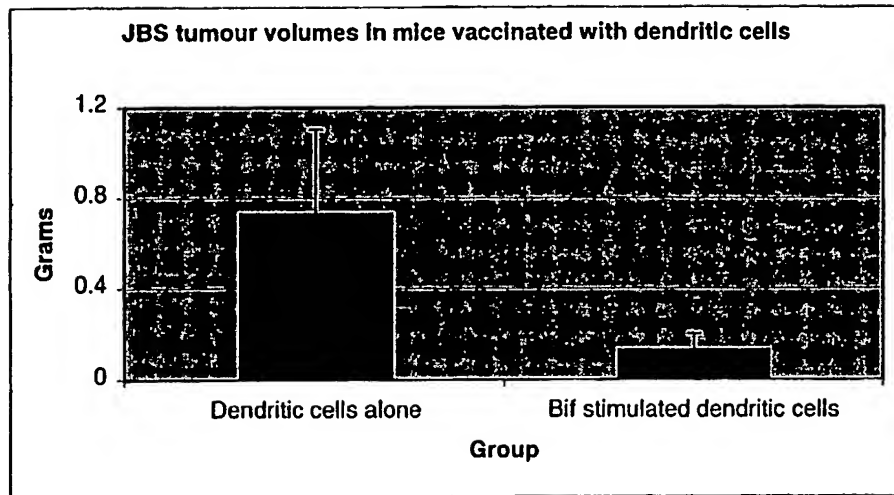 JBS tumour volumes in mice vaccinated with dendritic cells
1.2
0.8
0.4
0
Grams
Dendritic cells alone
Bif stimulated dendritic cells
Group